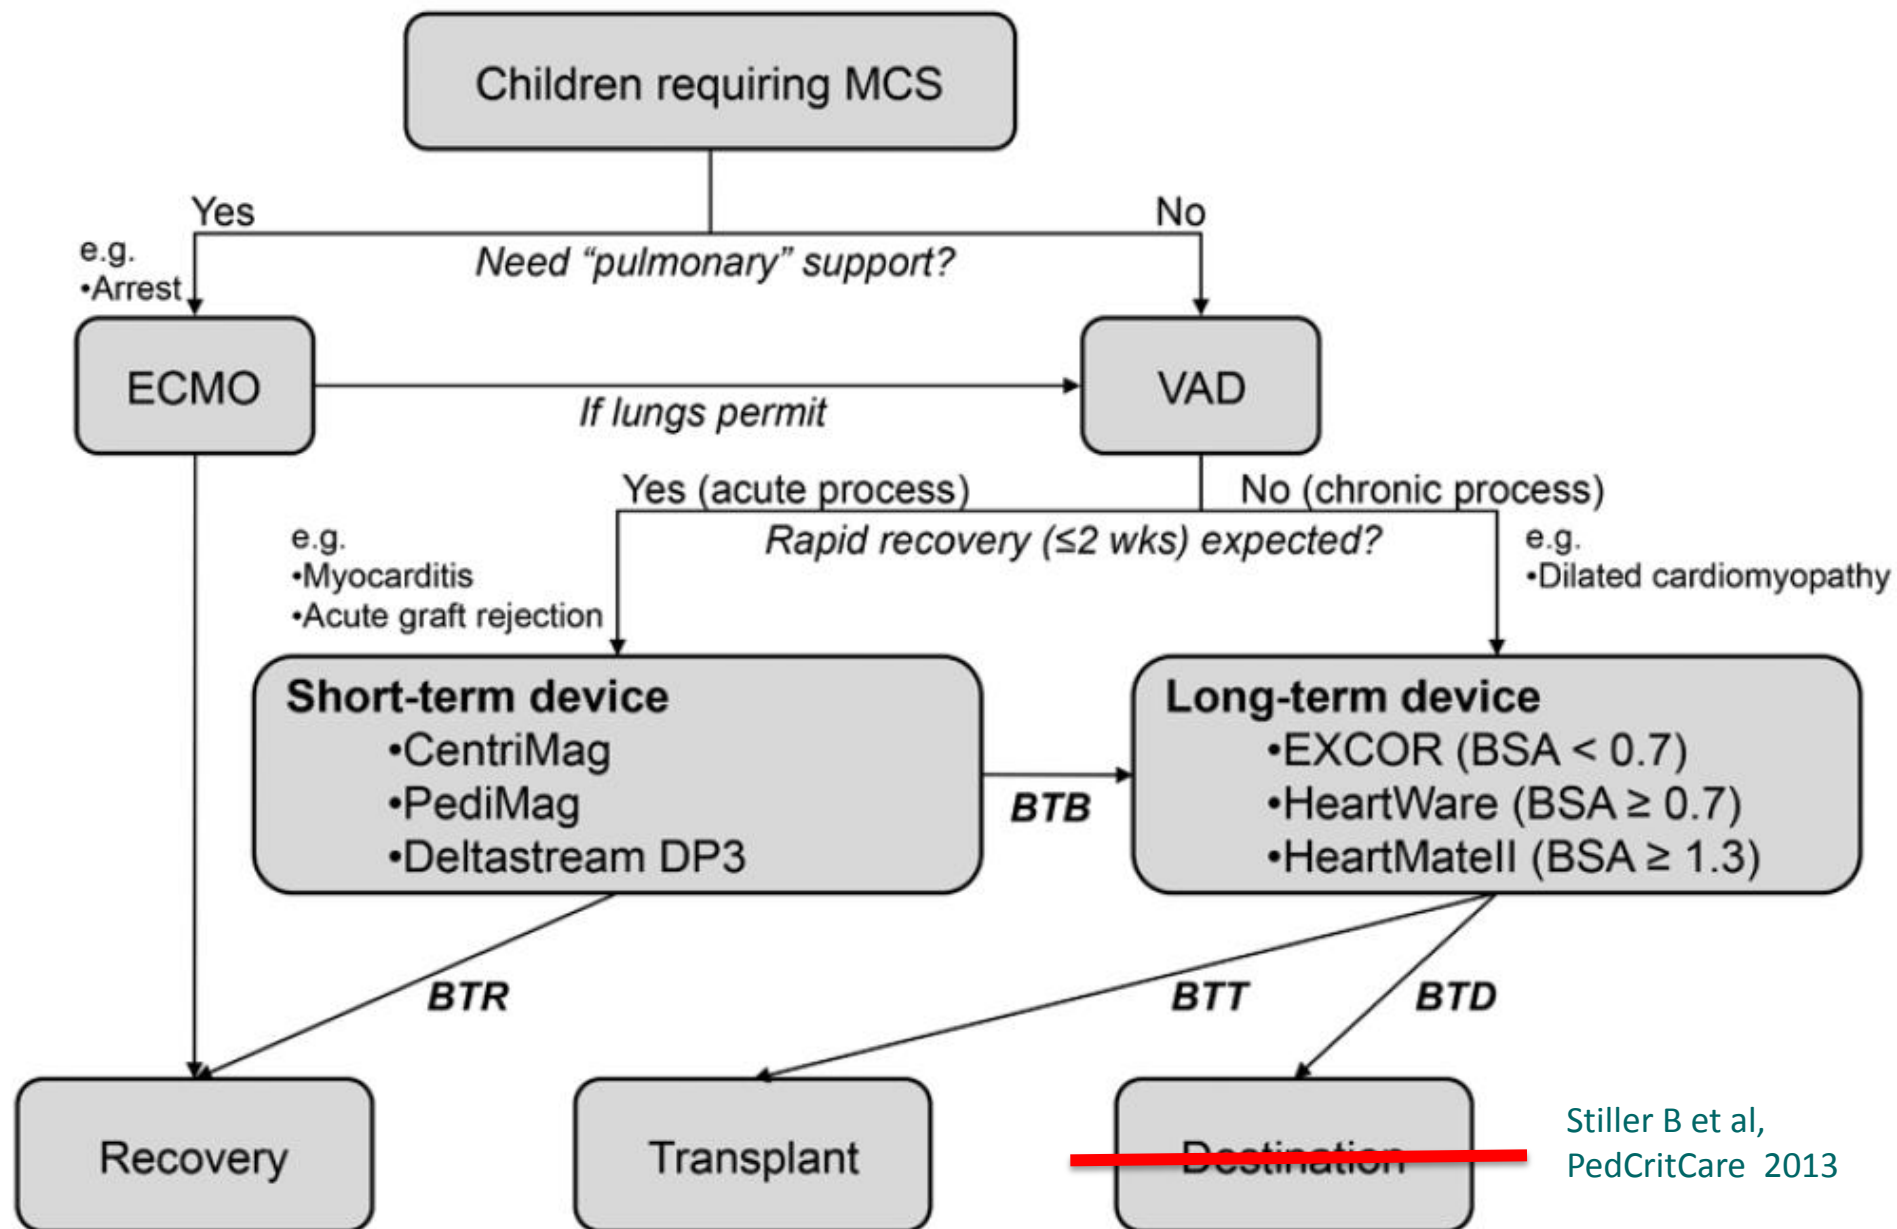 Children requiring MCS
Yes
No
Need “pulmonary” support?
e.g.
•Arrest
ECMO
If lungs permit
VAD
Yes (acute process)
No (chronic process)
Rapid recovery (≤2 wks) expected?
e.g.
•Myocarditis
•Acute graft rejection
e.g.
•Dilated cardiomyopathy
Short-term device
•CentriMag
•PediMag
•Deltastream DP3
BTB
Long-term device
•EXCOR (BSA < 0.7)
•HeartWare (BSA ≥ 0.7)
•HeartMateII (BSA ≥ 1.3)
BTR
BTT
BTD
Recovery
Transplant
Destination
Stiller B et al,
PedCritCare 2013